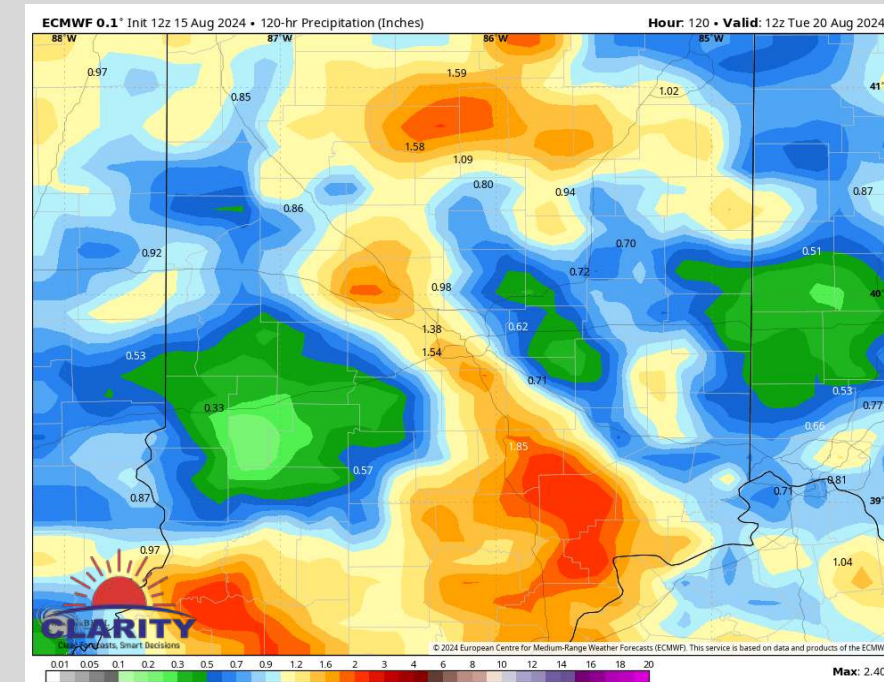 ECMWF 0.1° Init 12z 15 Aug 2024 • 120-hr Precipitation (Inches) Hour: 120 • Valid: 12z Tue 20 Aug 2024
88°W 87°W 86°W 85°W
0.97 1.59 41°
0.85 1.02
1.58
1.09
0.80 0.94 0.87
0.86
0.92 0.70 0.51
0.72
0.98 40°
1.38 0.62
0.53 1.54
0.71 0.53
0.33 0.77
1.85 0.66
0.57
0.87 0.71 0.81
39°
0.97
1.04
CLARITY
Clear Forecasts, Smart Decisions
© 2024 European Centre for Medium-Range Weather Forecasts (ECMWF). This service is based on data and products of the ECMW
0.01 0.05 0.1 0.2 0.3 0.5 0.7 0.9 1.2 1.6 2 3 4 6 8 10 12 14 16 18 20
Max: 2.40